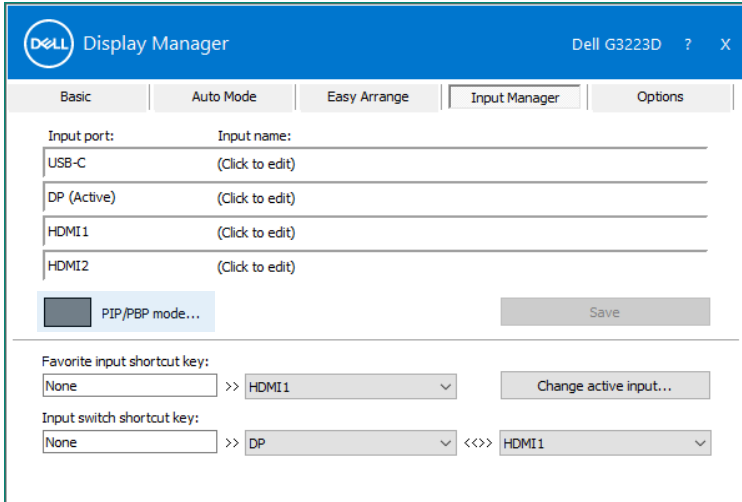 DELL Display Manager Dell G3223D ? X
Basic Auto Mode Easy Arrange Input Manager Options
Input port: Input name:
USB-C (Click to edit)
DP (Active) (Click to edit)
HDMI1 (Click to edit)
HDMI2 (Click to edit)
PIP/PBP mode... Save
Favorite input shortcut key:
None >> HDMI1 Change active input...
Input switch shortcut key:
None >> DP <<>> HDMI1